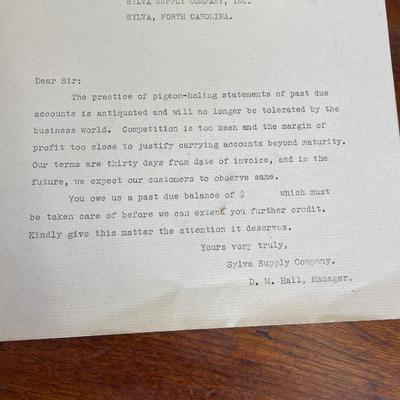 SYLVA SUPPLY COMPANY, INC.
SYLVA, NORTH CAROLINA.
Dear Sir:
The practice of pigeon-holing statements of past due
accounts is antiquated and will no longer be tolerated by the
business world. Competition is too keen and the margin of
profit too close to justify carrying accounts beyond maturity.
Our terms are thirty days from date of invoice, and in the
future, we expect our customers to observe same.
You owe us a past due balance of $ which must
be taken care of before we can extend you further credit.
Kindly give this matter the attention it deserves.
Yours very truly,
Sylva Supply Company.
D. M. Hall, Manager.